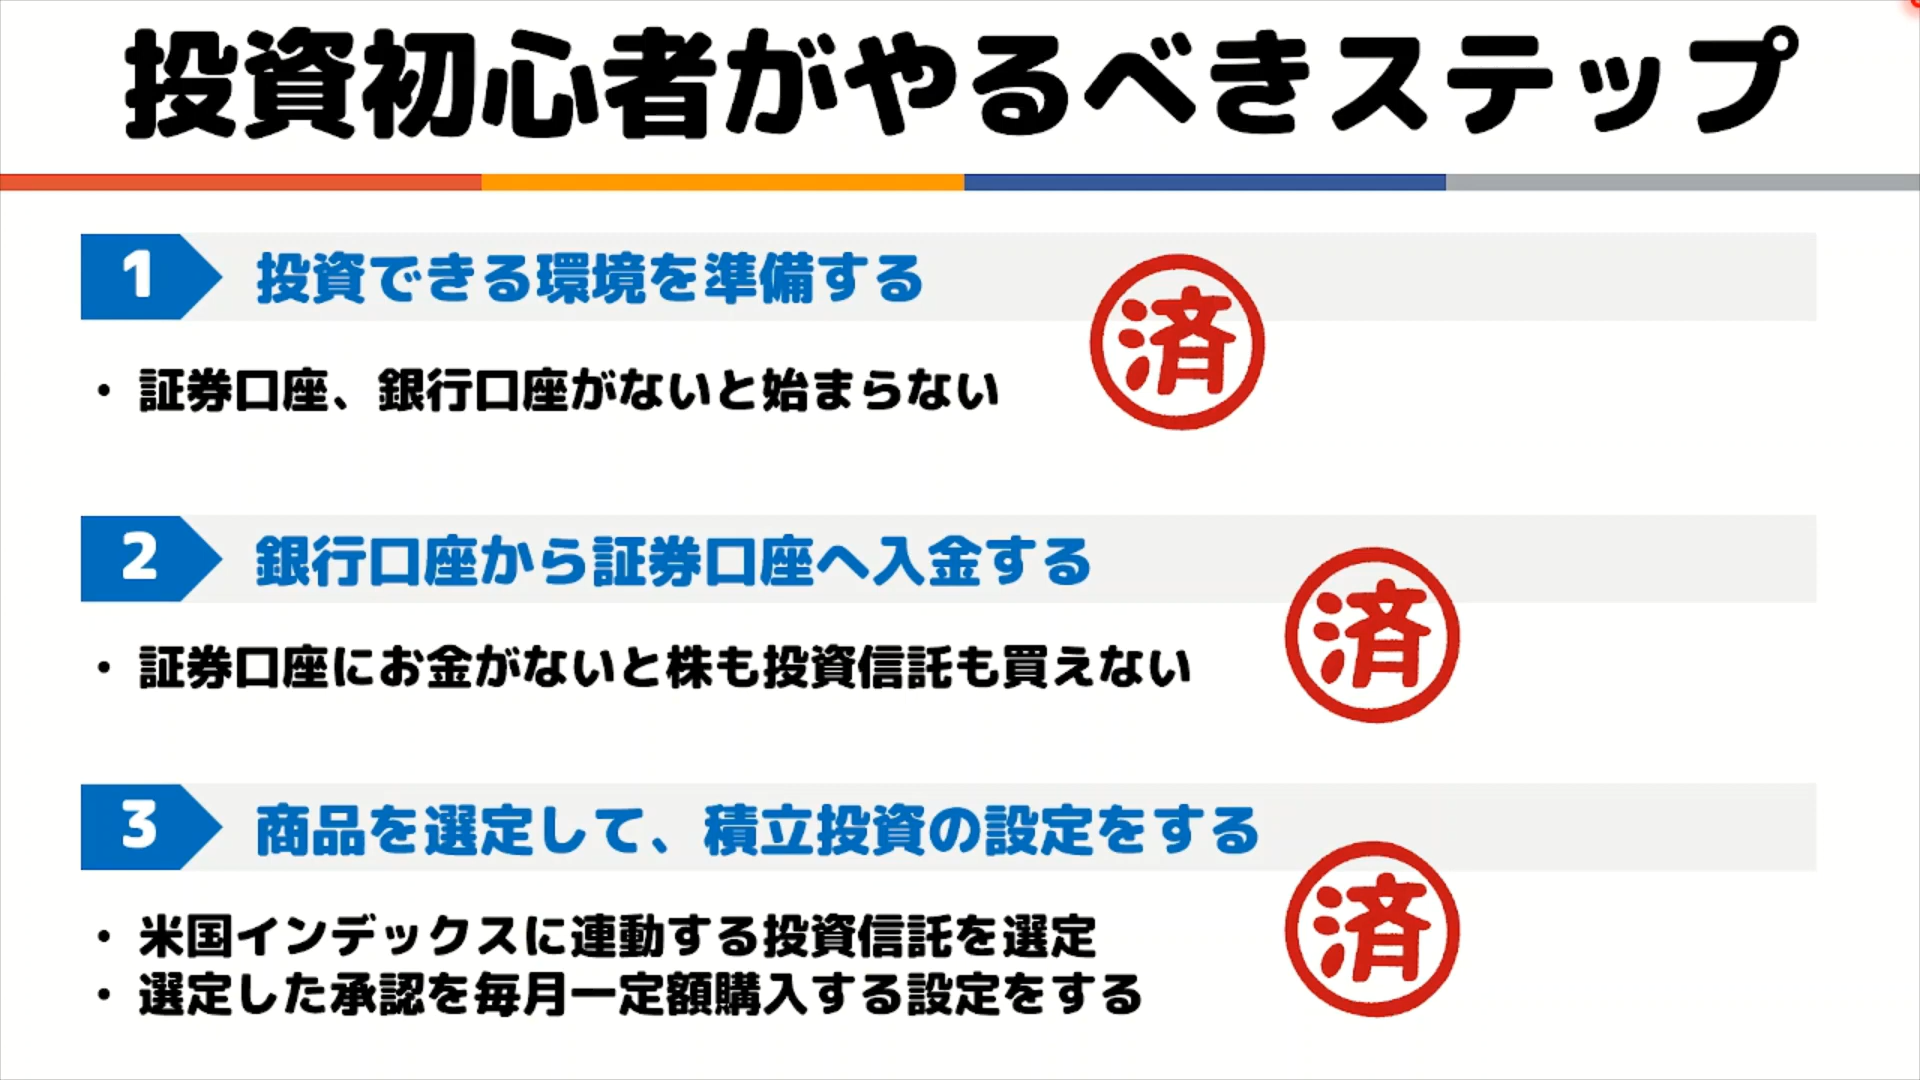 投資初心者がやるべきステップ
1 投資できる環境を準備する
・証券口座、銀行口座がないと始まらない
済
2 銀行口座から証券口座へ入金する
・証券口座にお金がないと株も投資信託も買えない
済
3 商品を選定して、積立投資の設定をする
・米国インデックスに連動する投資信託を選定
・選定した承認を毎月一定額購入する設定をする
済